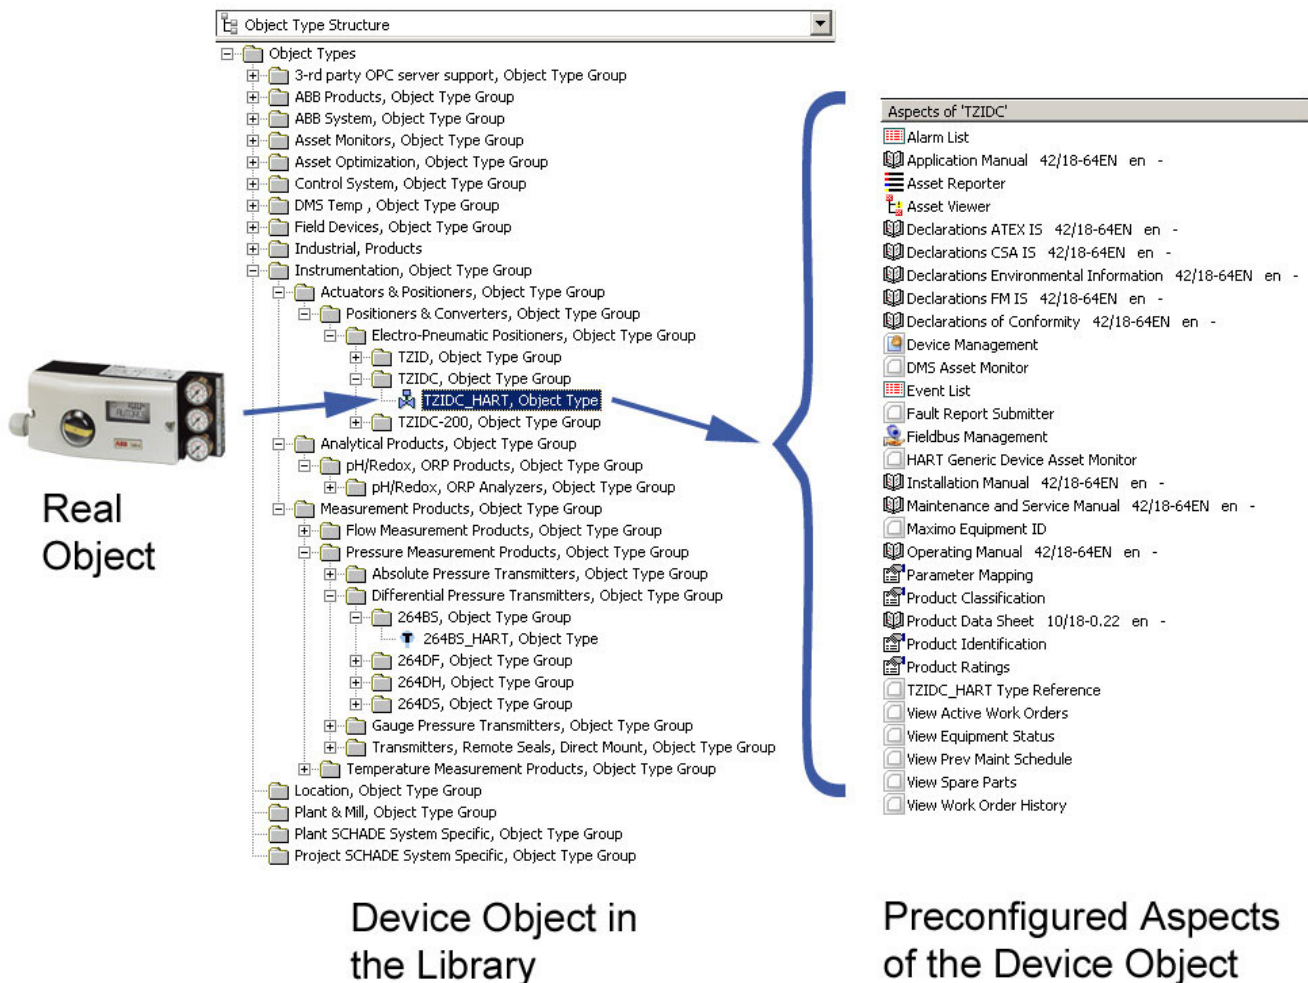 Object Type Structure
Object Types
3-rd party OPC server support, Object Type Group
ABB Products, Object Type Group
ABB System, Object Type Group
Asset Monitors, Object Type Group
Asset Optimization, Object Type Group
Control System, Object Type Group
DMS Temp , Object Type Group
Field Devices, Object Type Group
Industrial, Products
Instrumentation, Object Type Group
Actuators & Positioners, Object Type Group
Positioners & Converters, Object Type Group
Electro-Pneumatic Positioners, Object Type Group
TZID, Object Type Group
TZIDC, Object Type Group
TZIDC_HART, Object Type
TZIDC-200, Object Type Group
Analytical Products, Object Type Group
pH/Redox, ORP Products, Object Type Group
pH/Redox, ORP Analyzers, Object Type Group
Measurement Products, Object Type Group
Flow Measurement Products, Object Type Group
Pressure Measurement Products, Object Type Group
Absolute Pressure Transmitters, Object Type Group
Differential Pressure Transmitters, Object Type Group
264BS, Object Type Group
264BS_HART, Object Type
264DF, Object Type Group
264DH, Object Type Group
264DS, Object Type Group
Gauge Pressure Transmitters, Object Type Group
Transmitters, Remote Seals, Direct Mount, Object Type Group
Temperature Measurement Products, Object Type Group
Location, Object Type Group
Plant & Mill, Object Type Group
Plant SCHADE System Specific, Object Type Group
Project SCHADE System Specific, Object Type Group
Aspects of 'TZIDC'
Alarm List
Application Manual 42/18-64EN en -
Asset Reporter
Asset Viewer
Declarations ATEX IS 42/18-64EN en -
Declarations CSA IS 42/18-64EN en -
Declarations Environmental Information 42/18-64EN en -
Declarations FM IS 42/18-64EN en -
Declarations of Conformity 42/18-64EN en -
Device Management
DMS Asset Monitor
Event List
Fault Report Submitter
Fieldbus Management
HART Generic Device Asset Monitor
Installation Manual 42/18-64EN en -
Maintenance and Service Manual 42/18-64EN en -
Maximo Equipment ID
Operating Manual 42/18-64EN en -
Parameter Mapping
Product Classification
Product Data Sheet 10/18-0.22 en -
Product Identification
Product Ratings
TZIDC_HART Type Reference
View Active Work Orders
View Equipment Status
View Prev Maint Schedule
View Spare Parts
View Work Order History
ABB
Real
Object
Device Object in
the Library
Preconfigured Aspects
of the Device Object